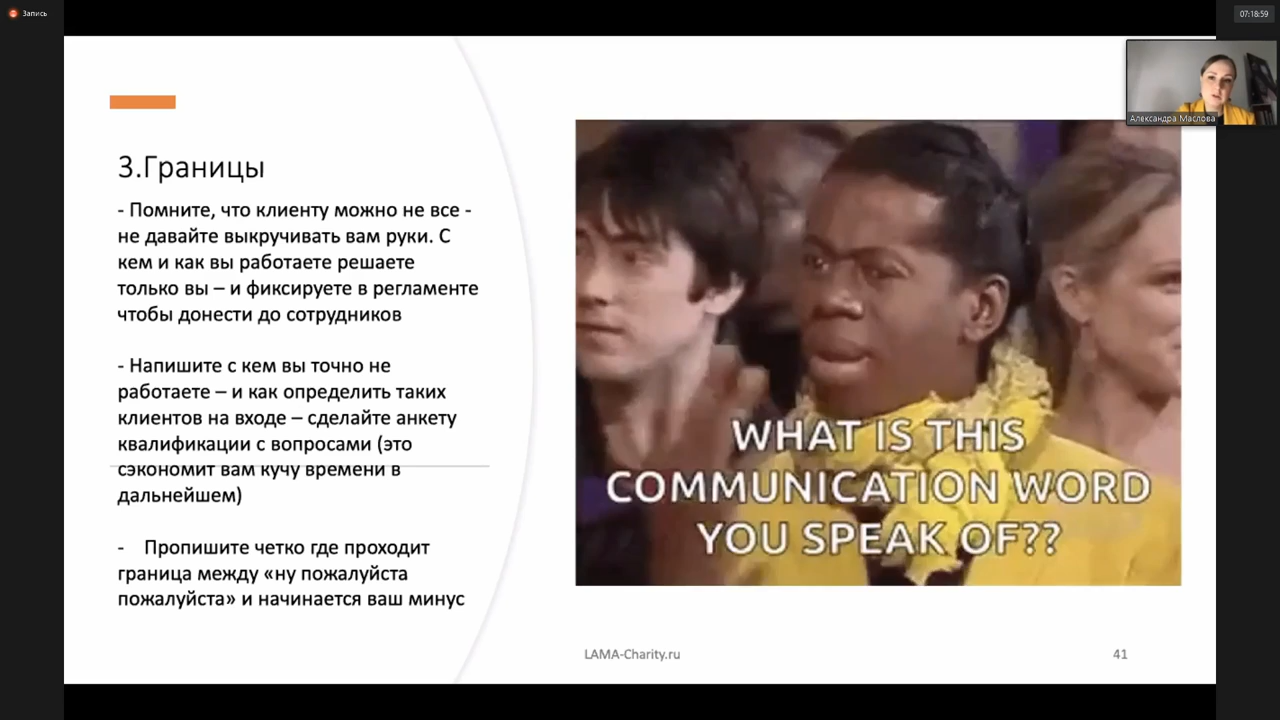 Запись
07:18:59
Александра Маслова
3.Границы
- Помните, что клиенту можно не все -
не давайте выкручивать вам руки. С
кем и как вы работаете решаете
только вы – и фиксируете в регламенте
чтобы донести до сотрудников
- Напишите с кем вы точно не
работаете – и как определить таких
клиентов на входе – сделайте анкету
квалификации с вопросами (это
сэкономит вам кучу времени в
дальнейшем)
- Пропишите четко где проходит
граница между «ну пожалуйста
пожалуйста» и начинается ваш минус
WHAT IS THIS
COMMUNICATION WORD
YOU SPEAK OF??
LAMA-Charity.ru
41